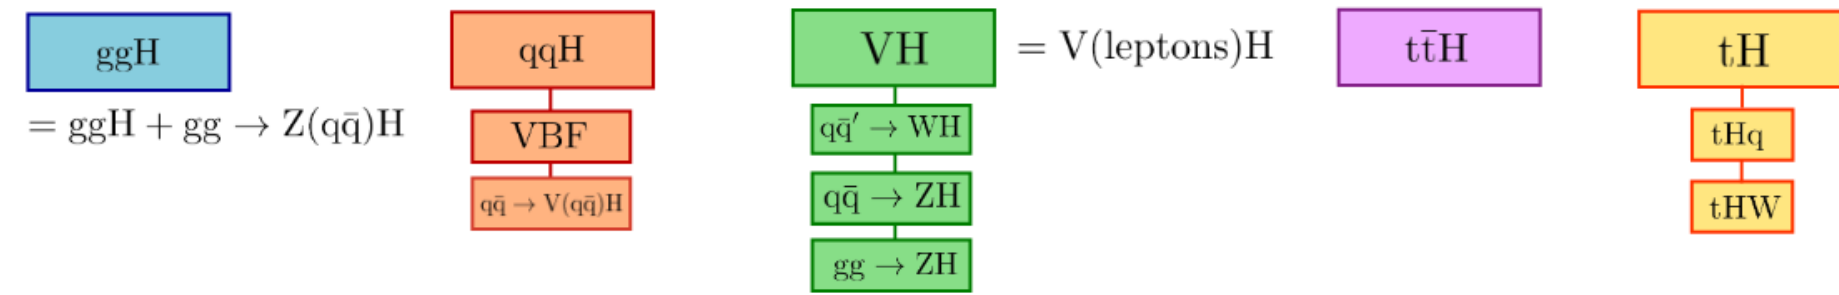 ggH
= ggH + gg → Z(qq̄)H
qqH
VBF
qq̄ → V(qq̄)H
VH = V(leptons)H
qq̄′ → WH
qq̄ → ZH
gg → ZH
tt̄H
tH
tHq
tHW